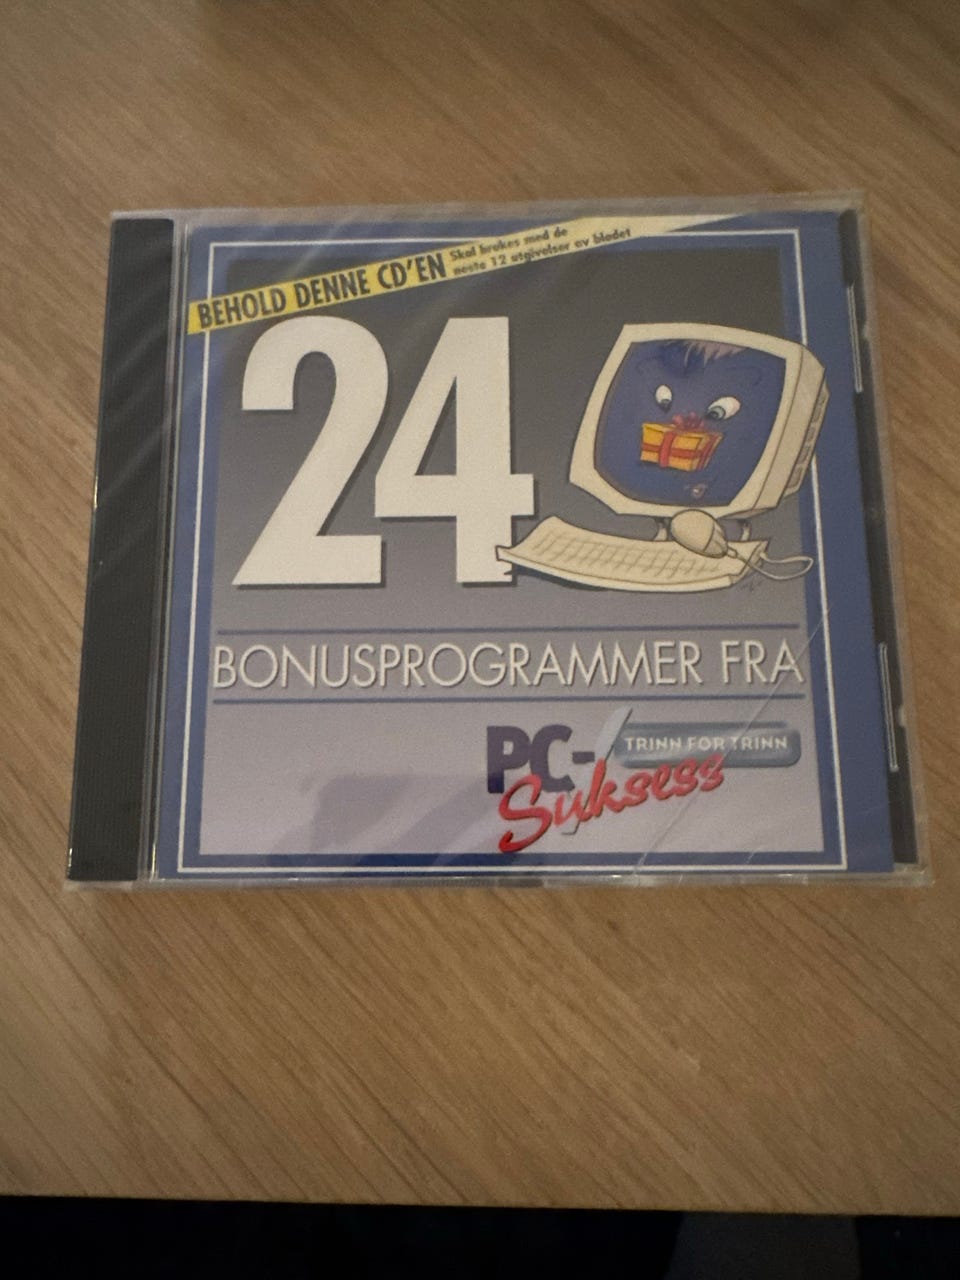 BEHOLD DENNE CD'EN
Skal brukes med de
neste 12 utgivelser av bladet
24
BONUSPROGRAMMER FRA
PC-
TRINN FOR TRINN
Suksess